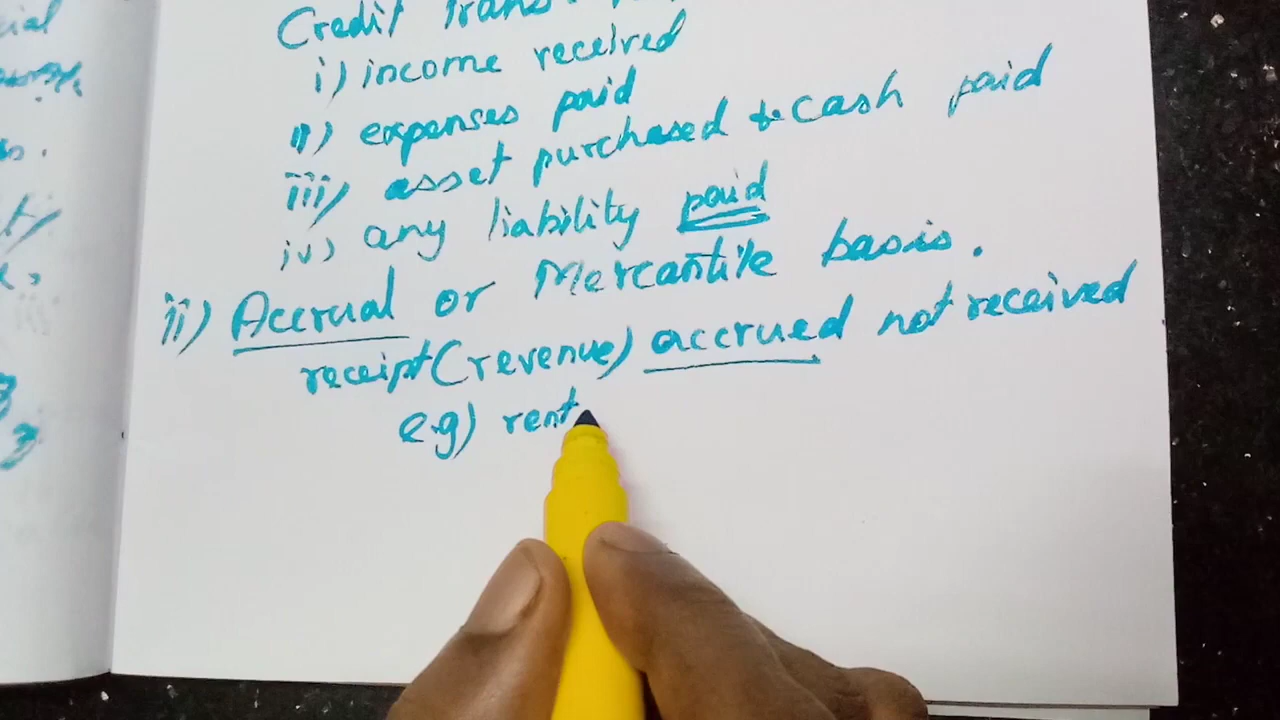 Credit
i) income received
ii) expenses paid
iii) asset purchased & cash paid
iv) any liability paid
ii) Accrual or Mercantile basis.
receipt (revenue) accrued not received
e.g) rent